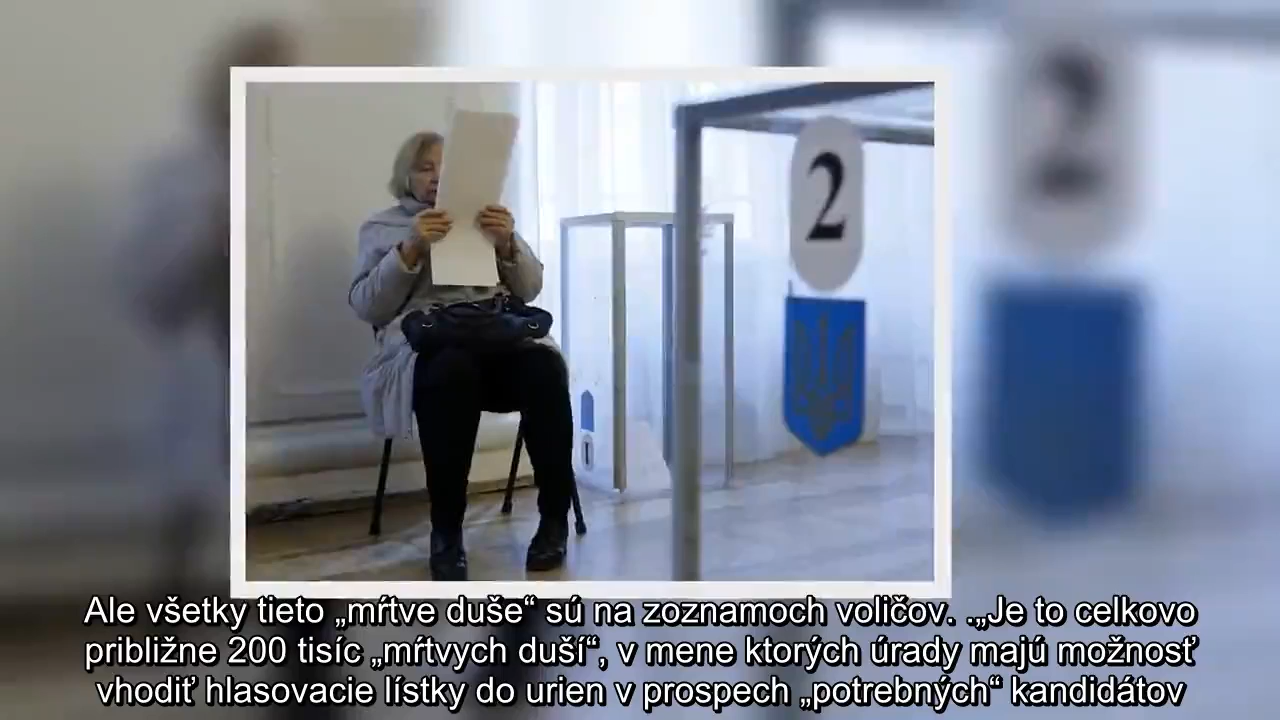 2
1
Ale všetky tieto „mŕtve duše“ sú na zoznamoch voličov. .„Je to celkovo
približne 200 tisíc „mŕtvych duší“, v mene ktorých úrady majú možnosť
vhodiť hlasovacie lístky do urien v prospech „potrebných“ kandidátov